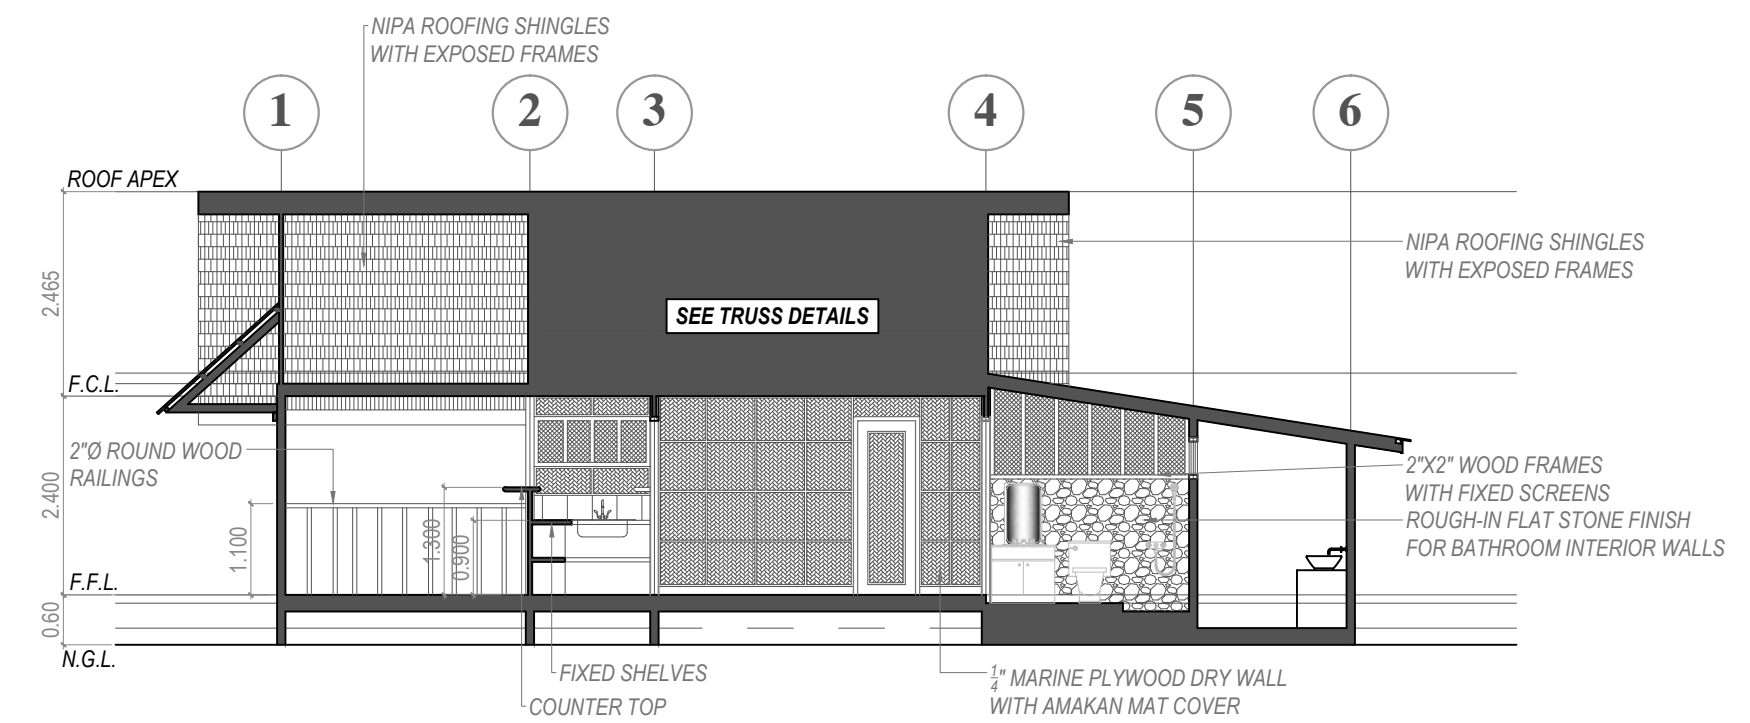 NIPA ROOFING SHINGLES
WITH EXPOSED FRAMES
1
2
3
4
5
6
ROOF APEX
NIPA ROOFING SHINGLES
WITH EXPOSED FRAMES
2.465
SEE TRUSS DETAILS
F.C.L.
2"Ø ROUND WOOD
RAILINGS
2"X2" WOOD FRAMES
WITH FIXED SCREENS
2.400
1.100
1.300
0.900
ROUGH-IN FLAT STONE FINISH
FOR BATHROOM INTERIOR WALLS
F.F.L.
0.60
N.G.L.
FIXED SHELVES
COUNTER TOP
1/4" MARINE PLYWOOD DRY WALL
WITH AMAKAN MAT COVER